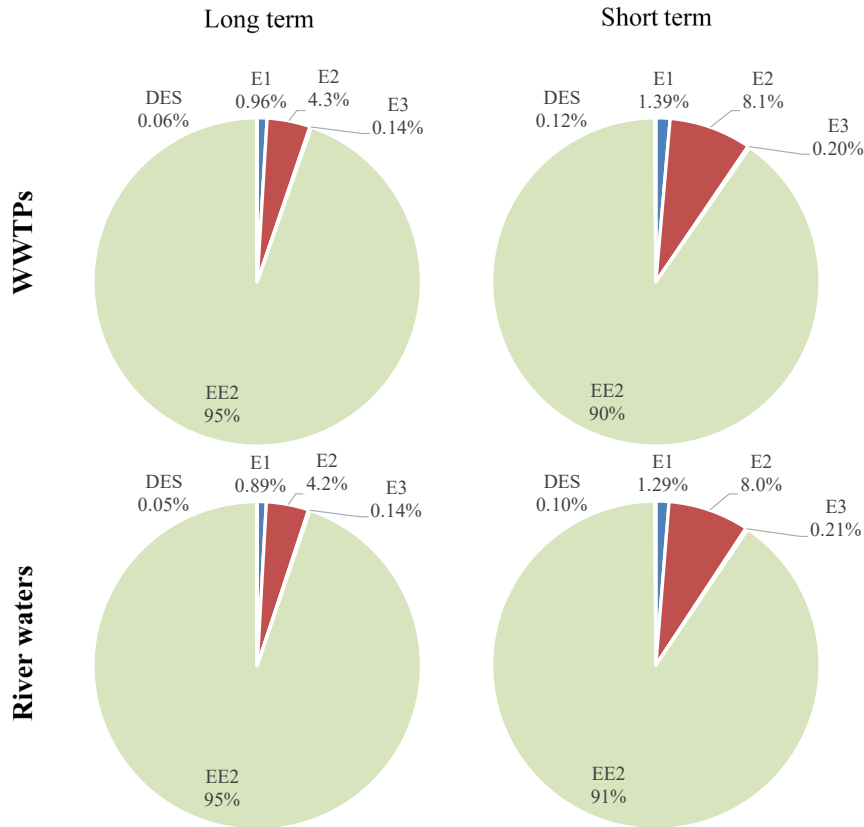 Long term
Short term
WWTPs
DES
0.06%
E1
0.96%
E2
4.3%
E3
0.14%
EE2
95%
DES
0.12%
E1
1.39%
E2
8.1%
E3
0.20%
EE2
90%
River waters
DES
0.05%
E1
0.89%
E2
4.2%
E3
0.14%
EE2
95%
DES
0.10%
E1
1.29%
E2
8.0%
E3
0.21%
EE2
91%